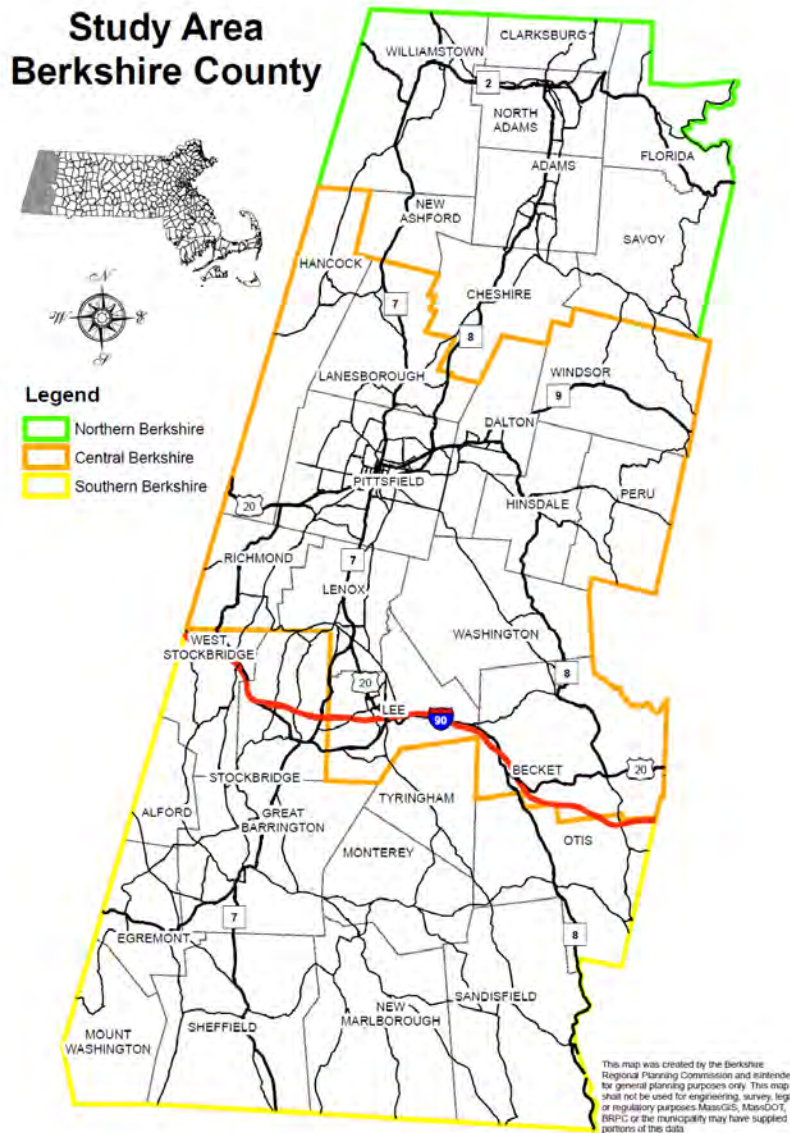 Study Area
Berkshire County
N
E
S
Legend
Northern Berkshire
Central Berkshire
Southern Berkshire
CLARKSBURG
WILLIAMSTOWN
2
NORTH
ADAMS
FLORIDA
ADAMS
NEW
ASHFORD
SAVOY
HANCOCK
CHESHIRE
7
8
LANESBOROUGH
WINDSOR
9
DALTON
PITTSFIELD
PERU
HINSDALE
20
RICHMOND
7
LENOX
WASHINGTON
WEST
STOCKBRIDGE
8
20
LEE
90
BECKET
20
STOCKBRIDGE
TYRINGHAM
ALFORD
GREAT
BARRINGTON
OTIS
MONTEREY
7
8
EGREMONT
SANDISFIELD
NEW
MARLBOROUGH
SHEFFIELD
MOUNT
WASHINGTON
This map was created by the Berkshire
Regional Planning Commission and is intende
for general planning purposes only. This map
shall not be used for engineering, survey, lega
or regulatory purposes. MassGIS, MassDOT,
BRPC or the municipality may have supplied
portions of this data